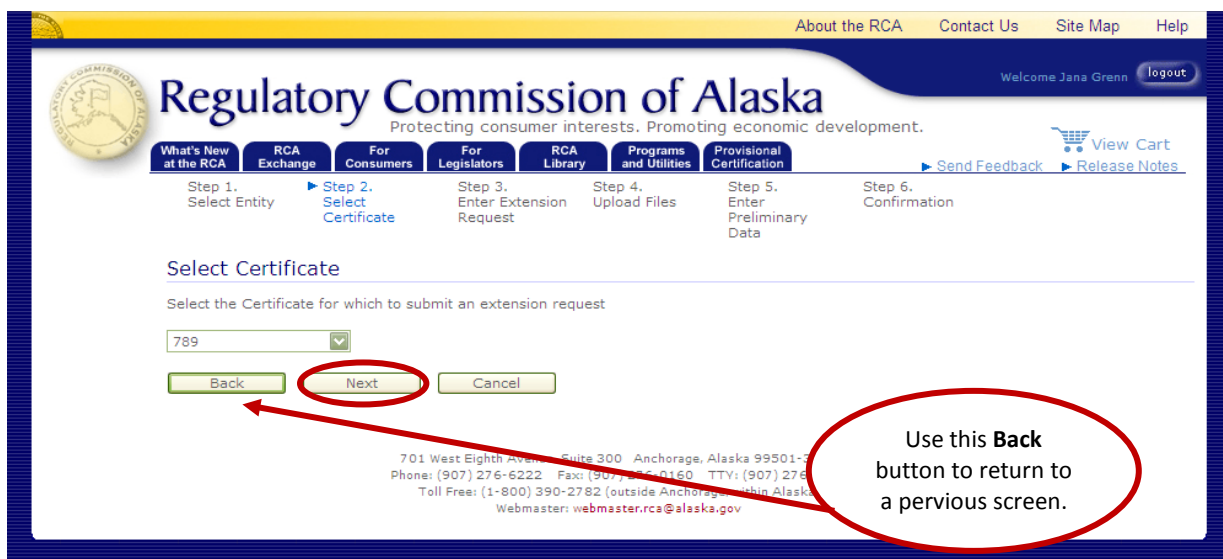 About the RCA Contact Us Site Map Help
Welcome Jana Grenn logout
Regulatory Commission of Alaska
Protecting consumer interests. Promoting economic development.
View Cart
What's New at the RCA
RCA Exchange
For Consumers
For Legislators
RCA Library
Programs and Utilities
Provisional Certification
Send Feedback Release Notes
Step 1. Select Entity
Step 2. Select Certificate
Step 3. Enter Extension Request
Step 4. Upload Files
Step 5. Enter Preliminary Data
Step 6. Confirmation
Select Certificate
Select the Certificate for which to submit an extension request
789
Back Next Cancel
Use this Back
button to return to
a pervious screen.
701 West Eighth Suite 300 Anchorage, Alaska
Phone: (907) 276-6222 Fax: TTY: (907)
Toll Free: (1-800) 390-2782 (outside within Alaska
Webmaster: webmaster.rca@alaska.gov